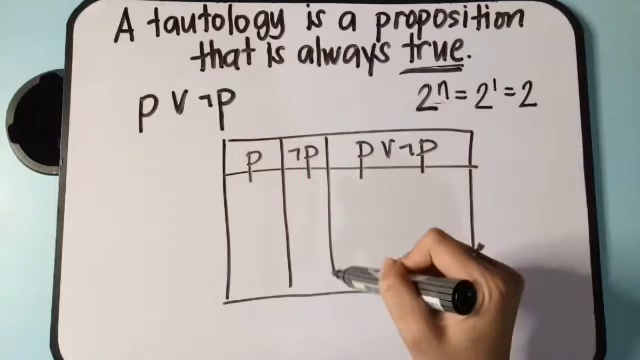 A tautology is a proposition
that is always true.
p ∨ ¬p
2ⁿ = 2¹ = 2
p ¬p p ∨ ¬p